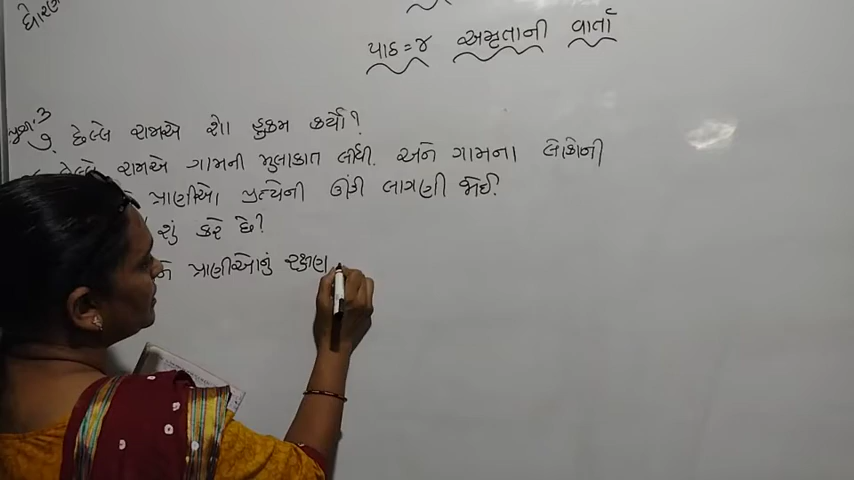 ધોરણ
પાઠ = ૪ અમૃતાની વાર્તા
પ્રશ્ન: ૩
૭ છેલ્લે રાજાએ શો હુકમ કર્યો?
રાજાએ ગામની મુલાકાત લીધી. અને ગામના લોકોની
પ્રાણીઓ પ્રત્યેની ઊંડી લાગણી જોઈ.
શું કરે છે?
પ્રાણીઓનું રક્ષણ